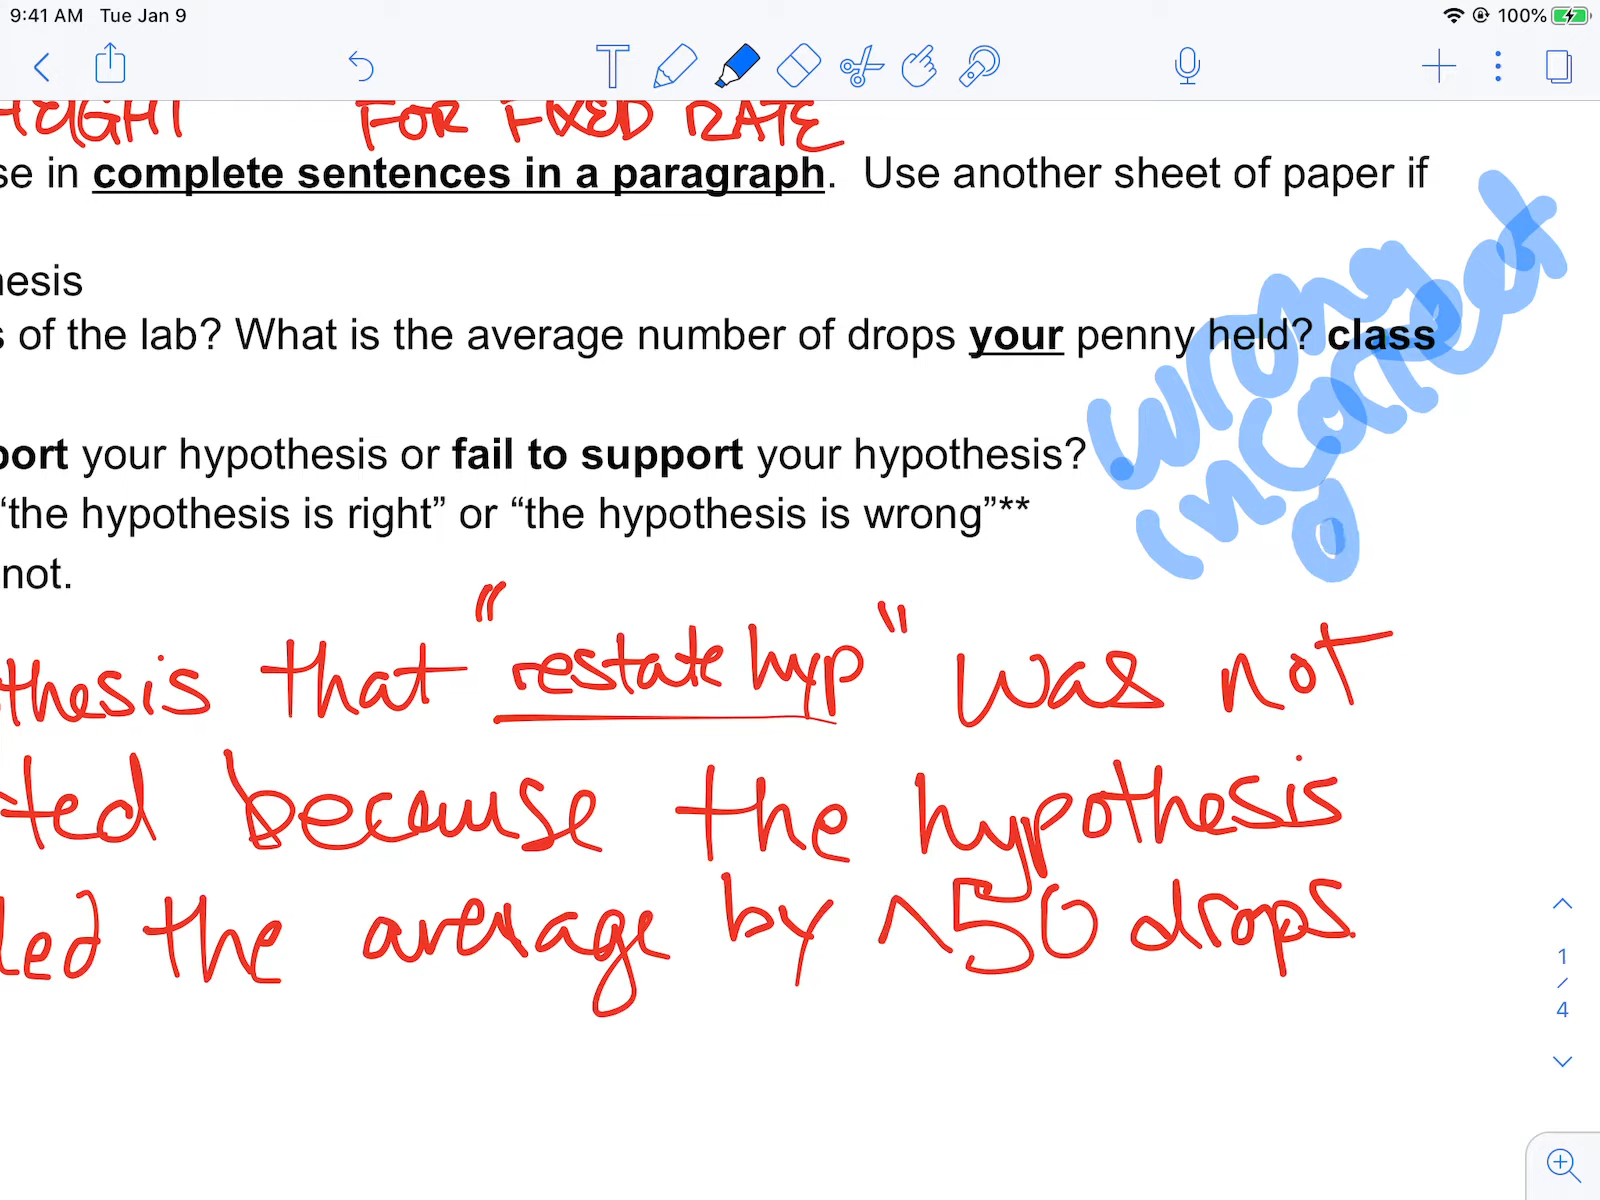 9:41 AM Tue Jan 9
100%
HEIGHT FOR FIXED RATE
se in complete sentences in a paragraph. Use another sheet of paper if
esis
s of the lab? What is the average number of drops your penny held? class
wrong
incorrect
port your hypothesis or fail to support your hypothesis?
“the hypothesis is right” or “the hypothesis is wrong”**
not.
thesis that "restate hyp" was not
ted because the hypothesis
led the average by ~50 drops.
1
/
4